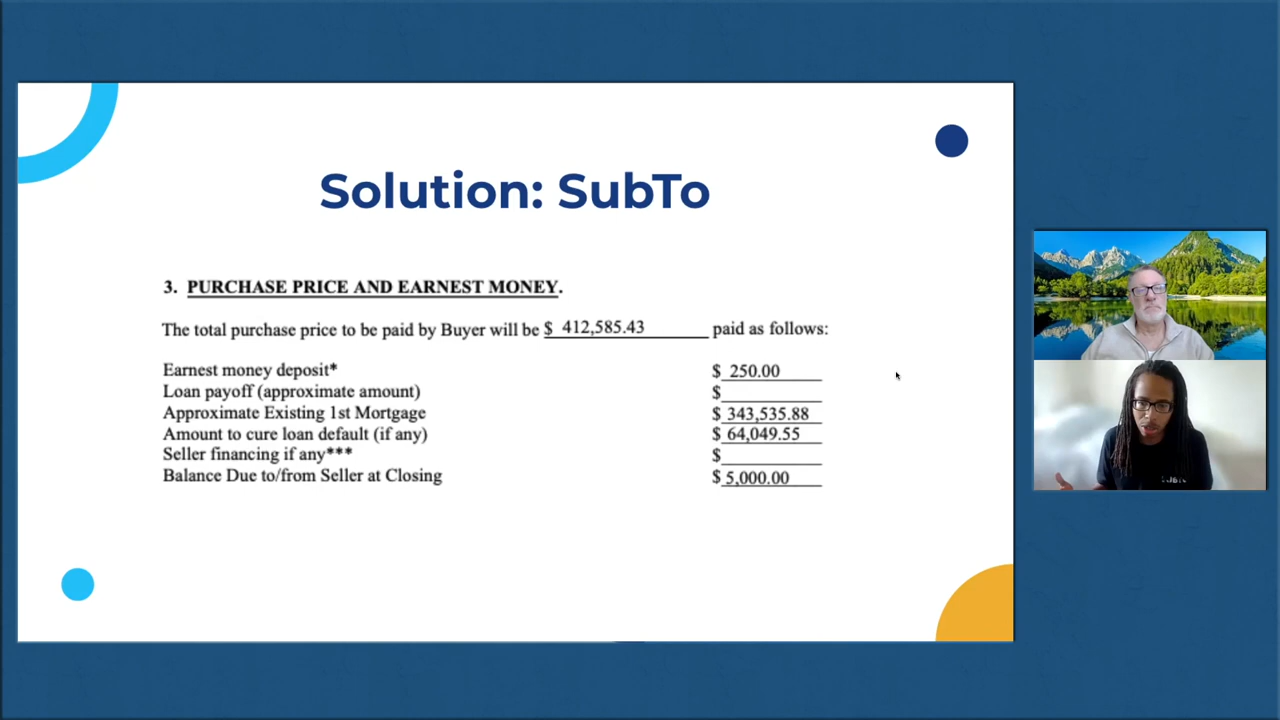 Solution: SubTo
3. PURCHASE PRICE AND EARNEST MONEY.
The total purchase price to be paid by Buyer will be $ 412,585.43 paid as follows:
Earnest money deposit* $ 250.00
Loan payoff (approximate amount) $
Approximate Existing 1st Mortgage $ 343,535.88
Amount to cure loan default (if any) $ 64,049.55
Seller financing if any*** $
Balance Due to/from Seller at Closing $ 5,000.00